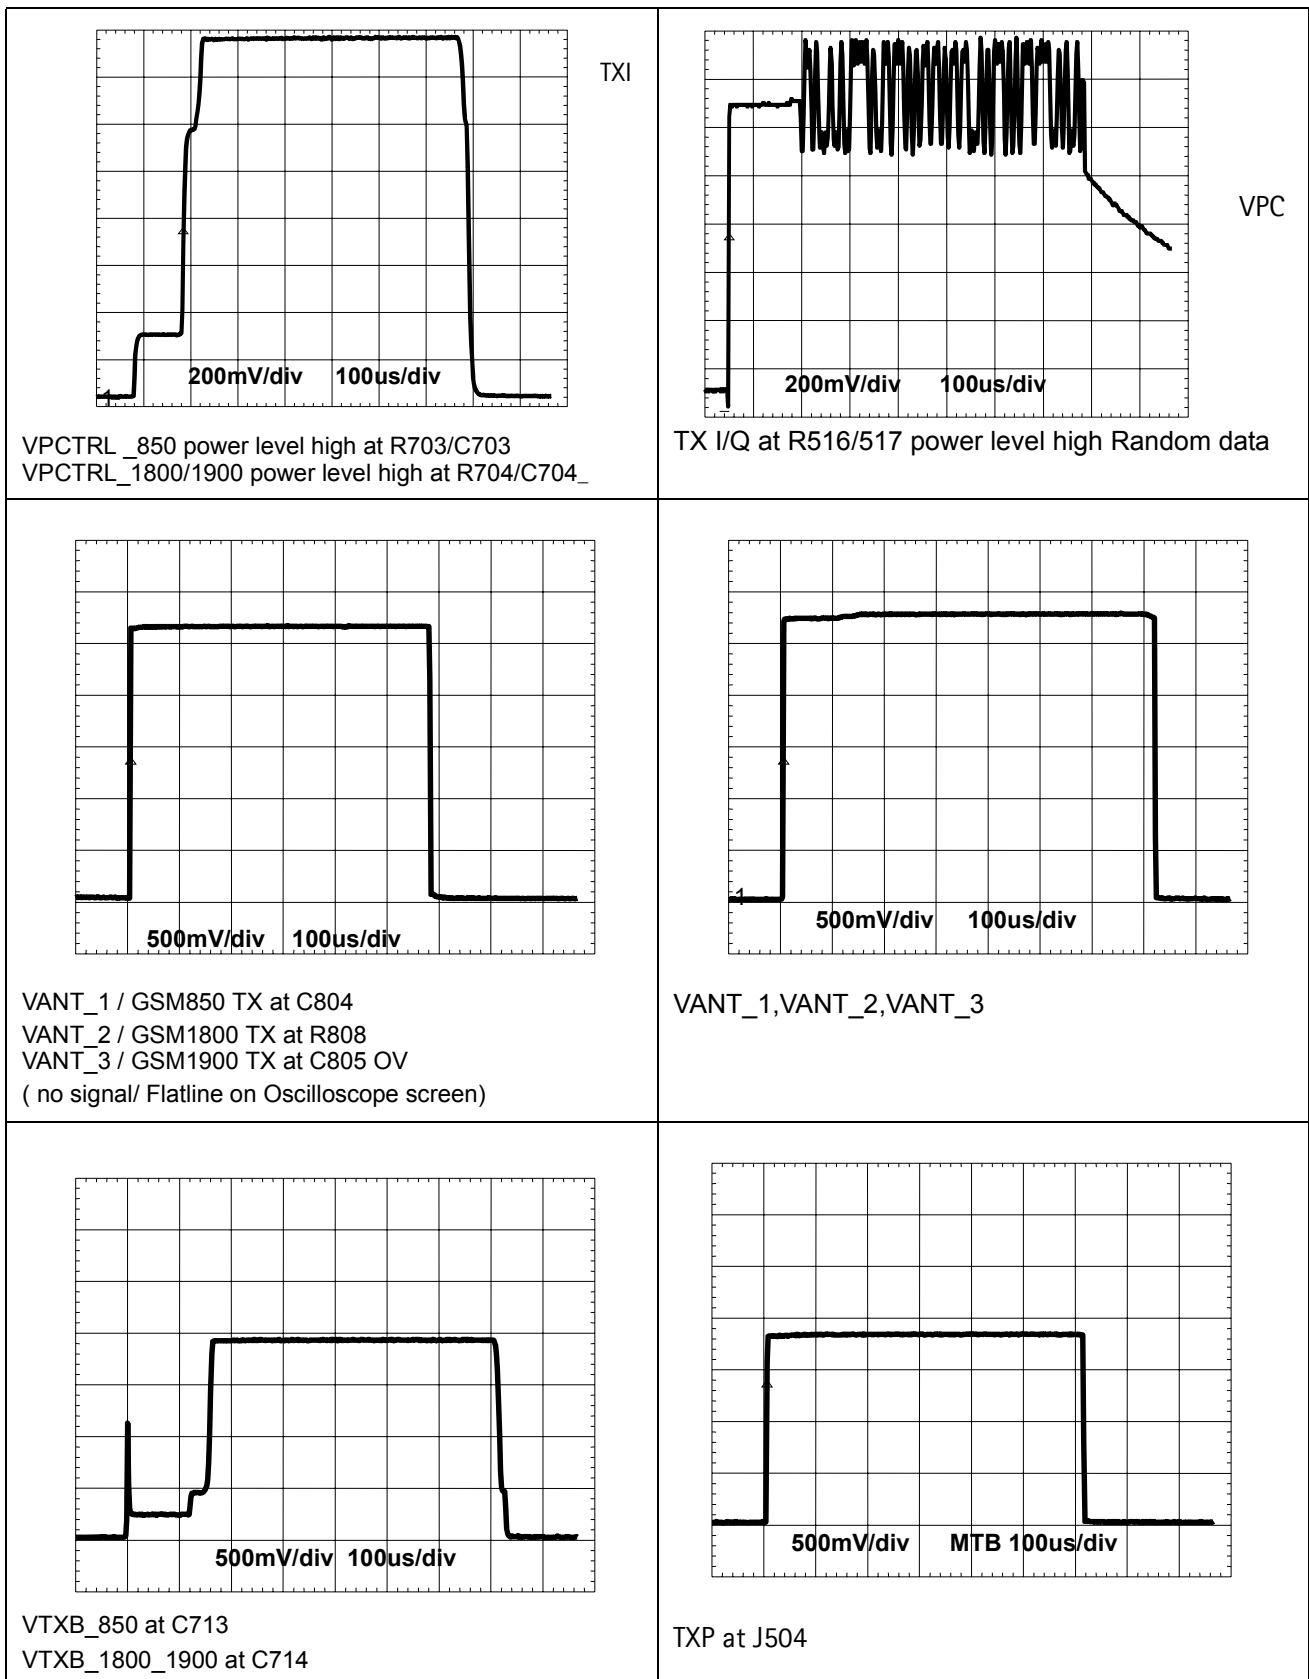 TXI
1
200mV/div 100us/div
VPCTRL _850 power level high at R703/C703
VPCTRL_1800/1900 power level high at R704/C704_
VPC
200mV/div 100us/div
TX I/Q at R516/517 power level high Random data
500mV/div 100us/div
VANT_1 / GSM850 TX at C804
VANT_2 / GSM1800 TX at R808
VANT_3 / GSM1900 TX at C805 OV
( no signal/ Flatline on Oscilloscope screen)
1
500mV/div 100us/div
VANT_1,VANT_2,VANT_3
500mV/div 100us/div
VTXB_850 at C713
VTXB_1800_1900 at C714
500mV/div MTB 100us/div
TXP at J504